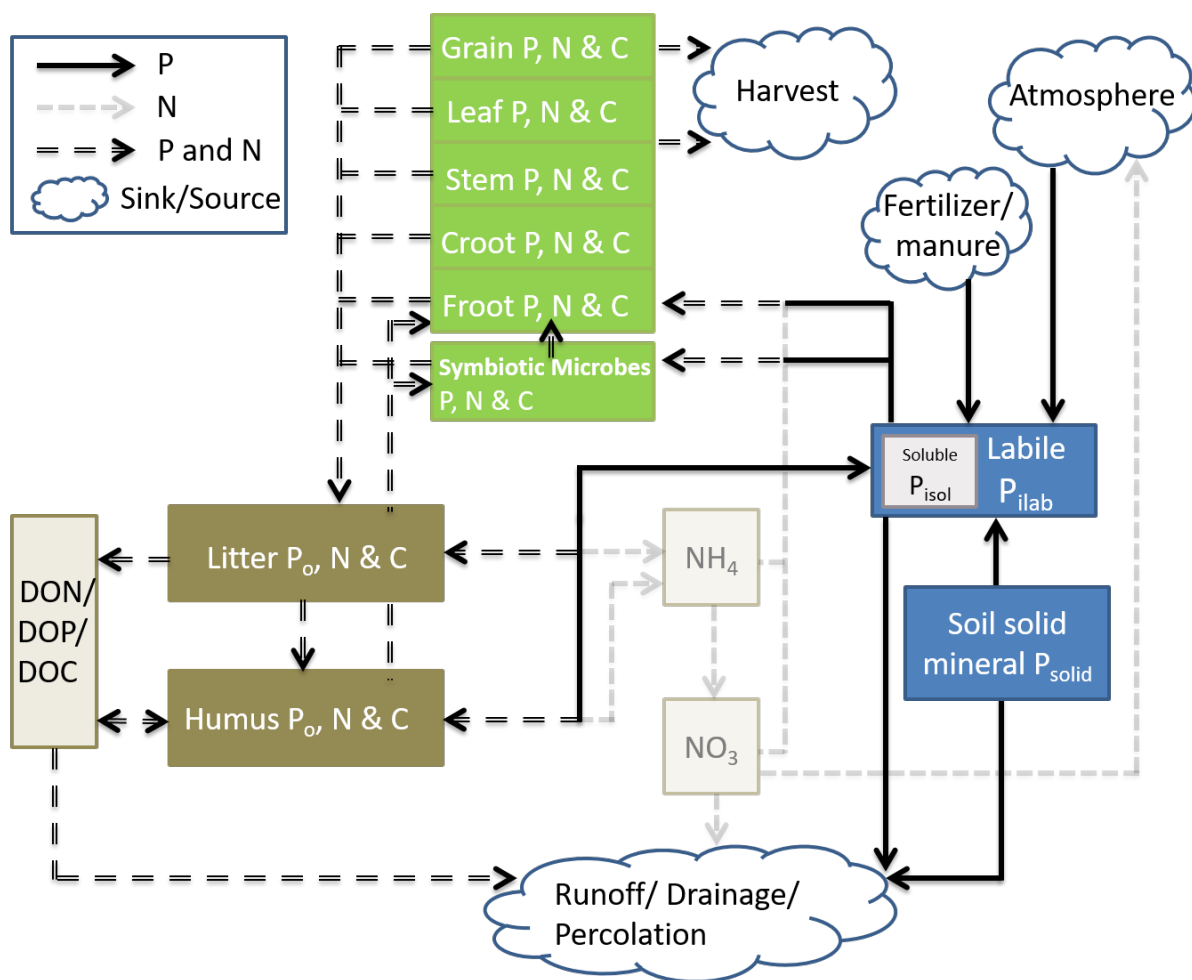 P
N
P and N
Sink/Source
Grain P, N & C
Leaf P, N & C
Stem P, N & C
Croot P, N & C
Froot P, N & C
Symbiotic Microbes
P, N & C
Harvest
Atmosphere
Fertilizer/
manure
Soluble
Pisol
Labile
Pilab
Soil solid
mineral Psolid
Litter Po, N & C
Humus Po, N & C
DON/
DOP/
DOC
NH4
NO3
Runoff/ Drainage/
Percolation